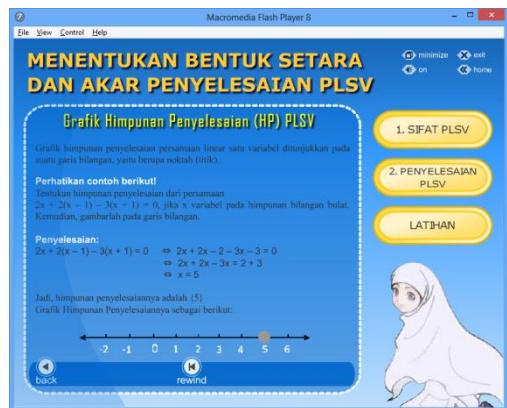 Macromedia Flash Player 8
File View Control Help
MENENTUKAN BENTUK SETARA
DAN AKAR PENYELESAIAN PLSV
minimize exit
on home
Grafik Himpunan Penyelesaian (HP) PLSV
Grafik himpunan penyelesaian dari persamaan linear satu variabel ditunjukkan pada
suatu garis bilangan, yaitu berupa noktah (titik).
Perhatikan contoh berikut!
Tentukan himpunan penyelesaian dari persamaan
2x + 2(x – 1) – 3(x + 1) = 0, jika x variabel pada himpunan bilangan bulat.
Kemudian, gambarlah pada garis bilangan.
Penyelesaian:
2x + 2(x – 1) – 3(x + 1) = 0 ⇔ 2x + 2x – 2 – 3x – 3 = 0
⇔ 2x + 2x – 3x = 2 + 3
⇔ x = 5
Jadi, himpunan penyelesaiannya adalah {5}
Grafik Himpunan Penyelesaiannya sebagai berikut:
-2 -1 0 1 2 3 4 5 6
back rewind
1. SIFAT PLSV
2. PENYELESAIAN
PLSV
LATIHAN